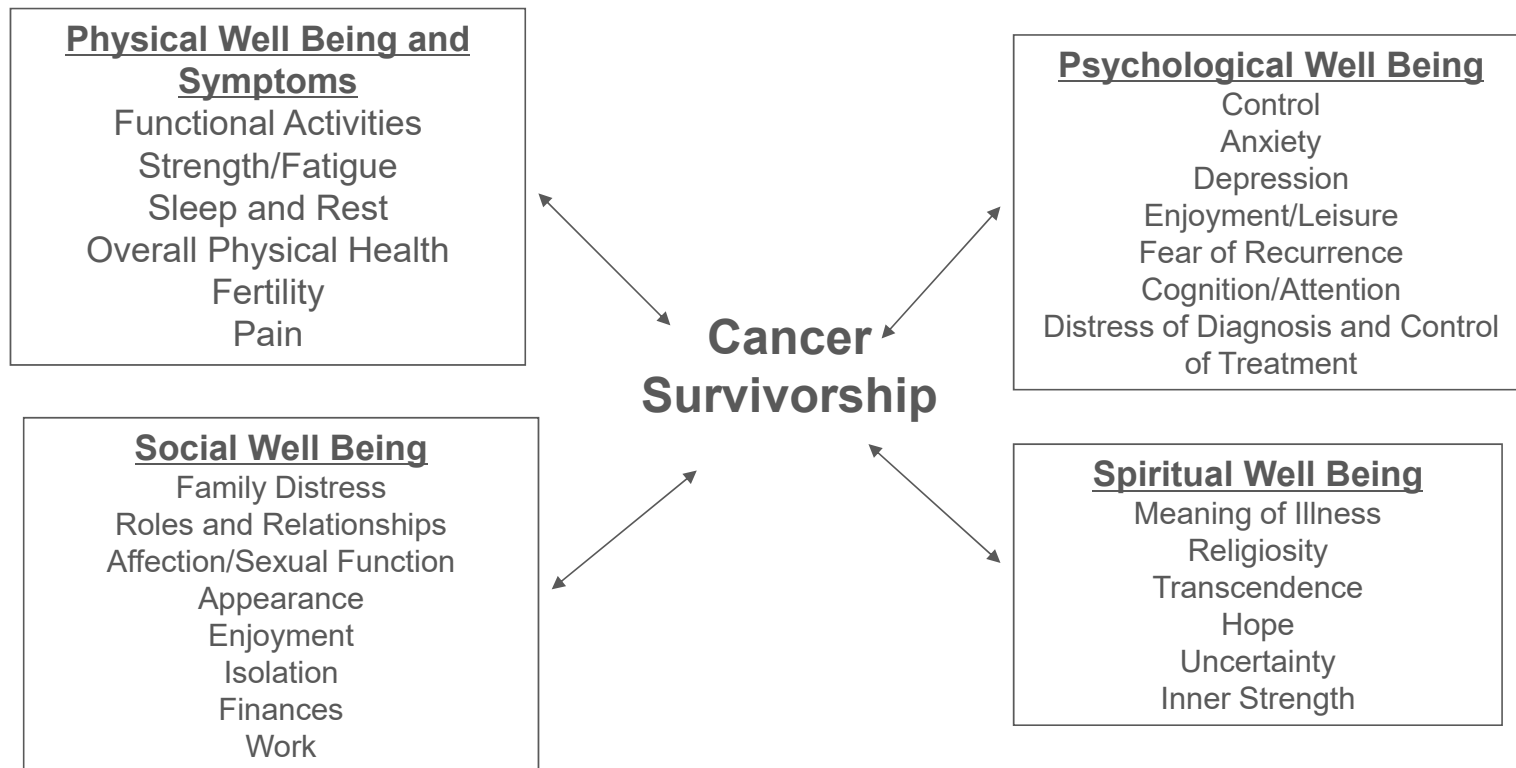 Physical Well Being and
Symptoms
Functional Activities
Strength/Fatigue
Sleep and Rest
Overall Physical Health
Fertility
Pain
Psychological Well Being
Control
Anxiety
Depression
Enjoyment/Leisure
Fear of Recurrence
Cognition/Attention
Distress of Diagnosis and Control
of Treatment
Cancer
Survivorship
Social Well Being
Family Distress
Roles and Relationships
Affection/Sexual Function
Appearance
Enjoyment
Isolation
Finances
Work
Spiritual Well Being
Meaning of Illness
Religiosity
Transcendence
Hope
Uncertainty
Inner Strength